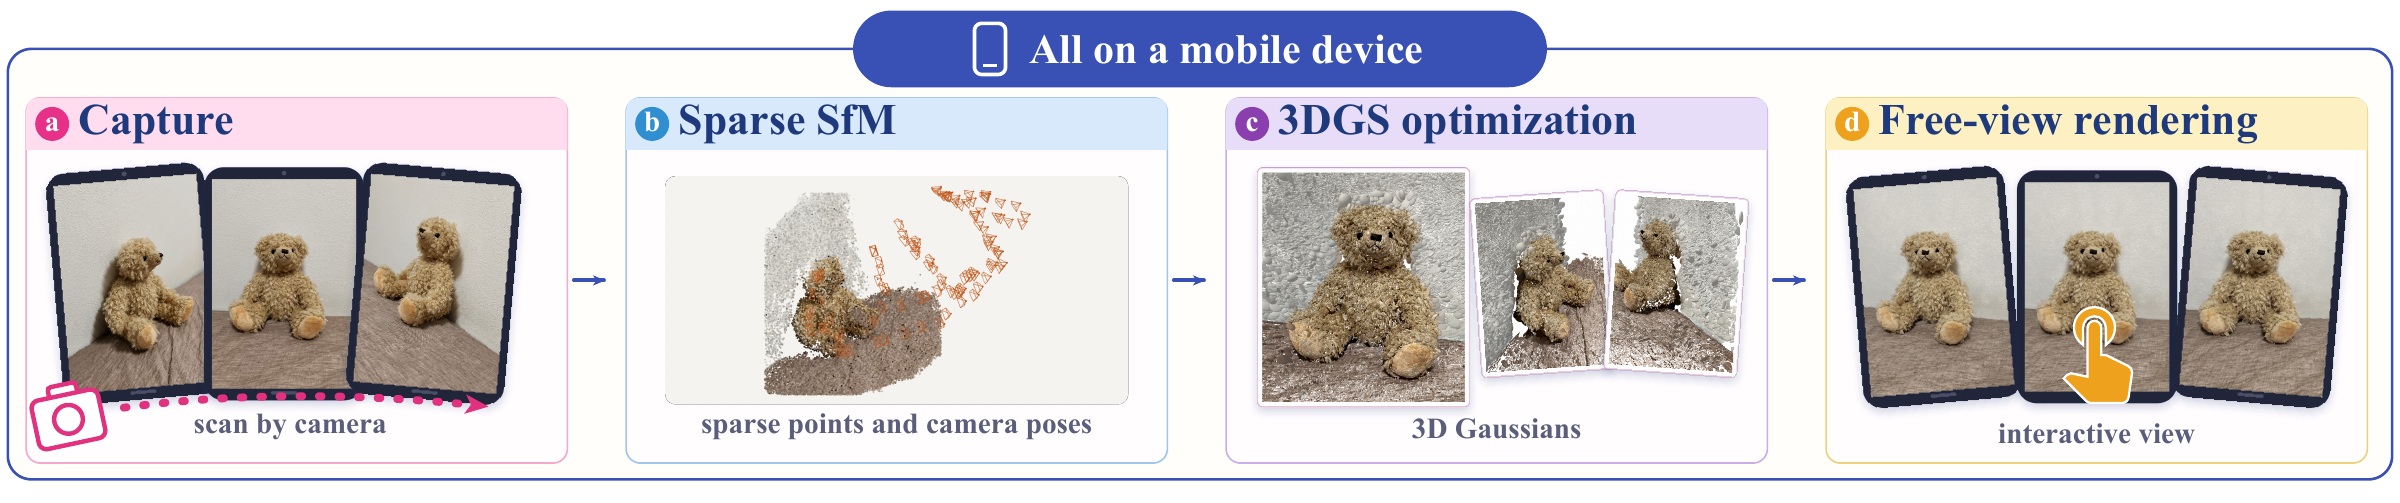 All on a mobile device
a Capture
scan by camera
b Sparse SfM
sparse points and camera poses
c 3DGS optimization
3D Gaussians
d Free-view rendering
interactive view